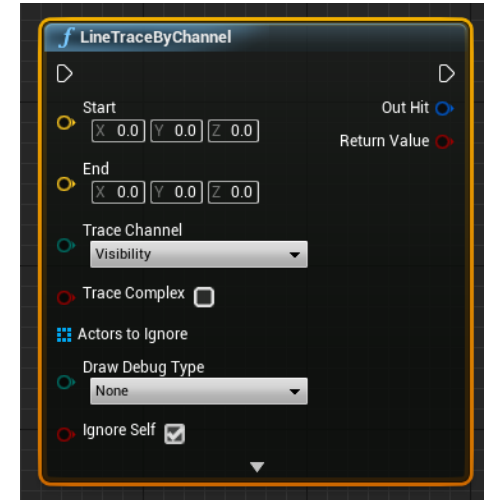 f LineTraceByChannel
Start
X 0.0 Y 0.0 Z 0.0
Out Hit
Return Value
End
X 0.0 Y 0.0 Z 0.0
Trace Channel
Visibility
Trace Complex
Actors to Ignore
Draw Debug Type
None
Ignore Self